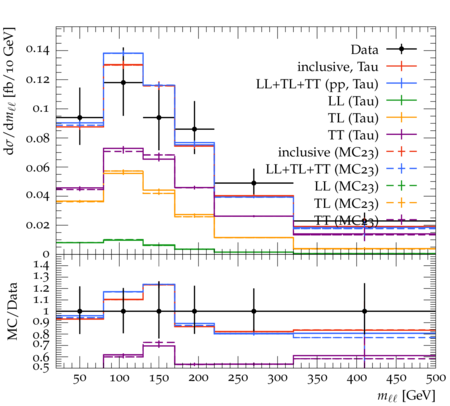 dσ/dmℓℓ [fb/10 GeV]
0.14
0.12
0.1
0.08
0.06
0.04
0.02
0
Data
inclusive, Tau
LL+TL+TT (pp, Tau)
LL (Tau)
TL (Tau)
TT (Tau)
inclusive (MC23)
LL+TL+TT (MC23)
LL (MC23)
TL (MC23)
TT (MC23)
MC/Data
1.4
1.3
1.2
1.1
1
0.9
0.8
0.7
0.6
0.5
50 100 150 200 250 300 350 400 450 500
mℓℓ [GeV]